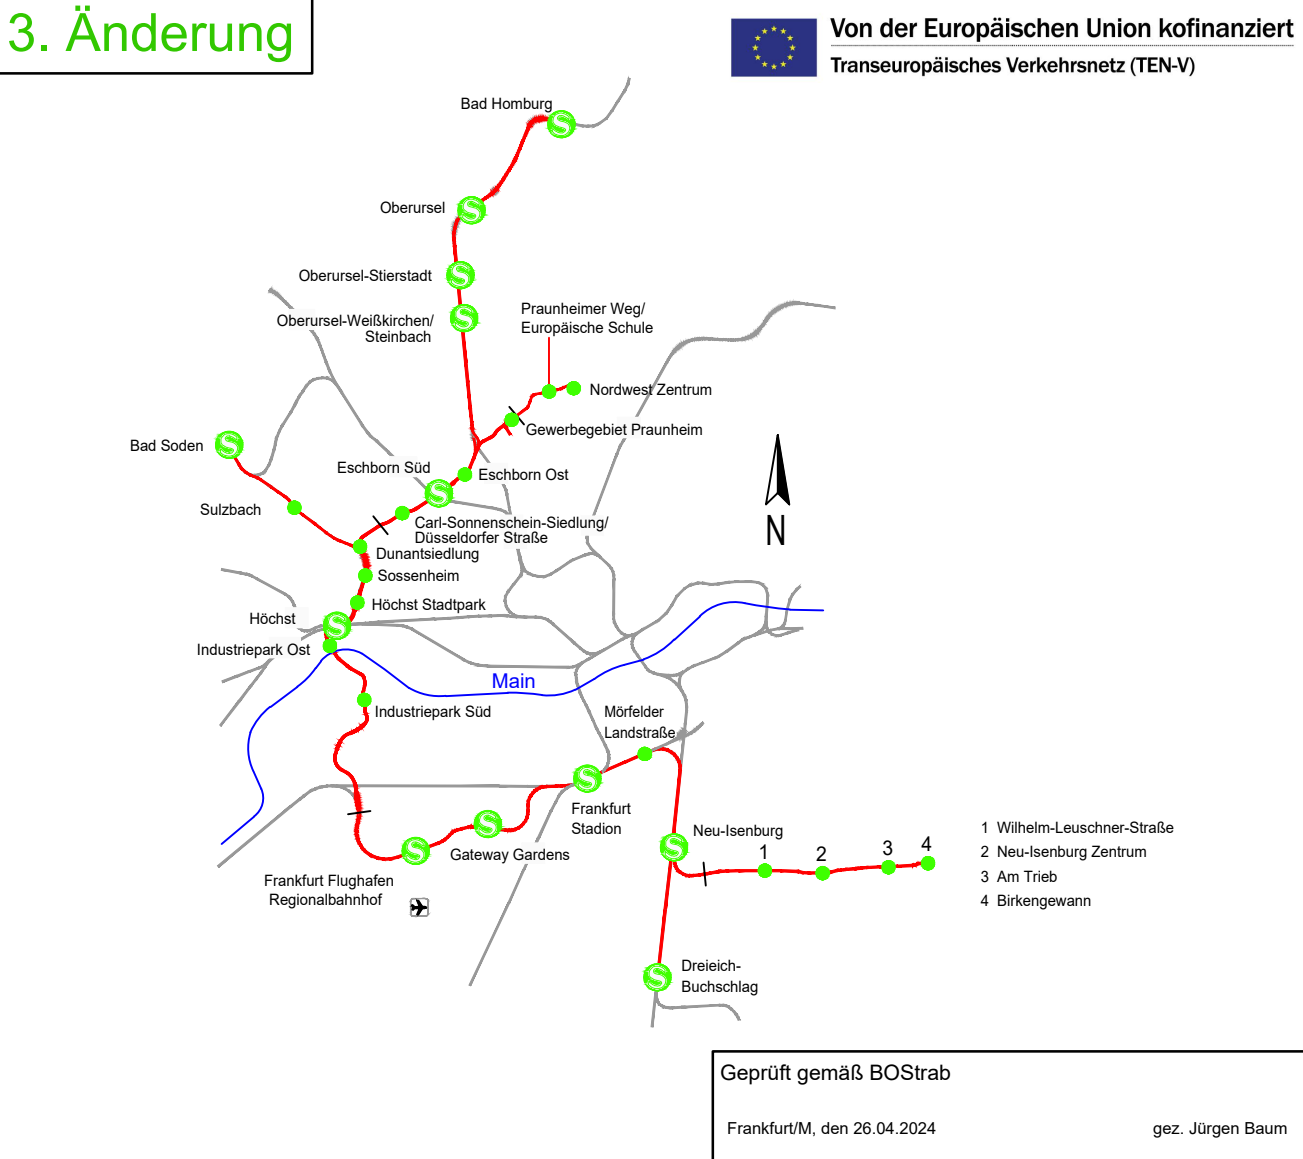 3. Änderung
Von der Europäischen Union kofinanziert
Transeuropäisches Verkehrsnetz (TEN-V)
Bad Homburg
S
Oberursel
S
Oberursel-Stierstadt
S
Oberursel-Weißkirchen/
Steinbach
S
Praunheimer Weg/
Europäische Schule
Nordwest Zentrum
Gewerbegebiet Praunheim
Bad Soden
S
Eschborn Süd
S
Eschborn Ost
Sulzbach
Carl-Sonnenschein-Siedlung/
Düsseldorfer Straße
N
Dunantsiedlung
Sossenheim
Höchst Stadtpark
Höchst
S
Industriepark Ost
Main
Industriepark Süd
Mörfelder
Landstraße
S
Frankfurt
Stadion
S
Gateway Gardens
S
Frankfurt Flughafen
Regionalbahnhof
Neu-Isenburg
S
1
2
3
4
1 Wilhelm-Leuschner-Straße
2 Neu-Isenburg Zentrum
3 Am Trieb
4 Birkengewann
S
Dreieich-
Buchschlag
Geprüft gemäß BOStrab
Frankfurt/M, den 26.04.2024
gez. Jürgen Baum